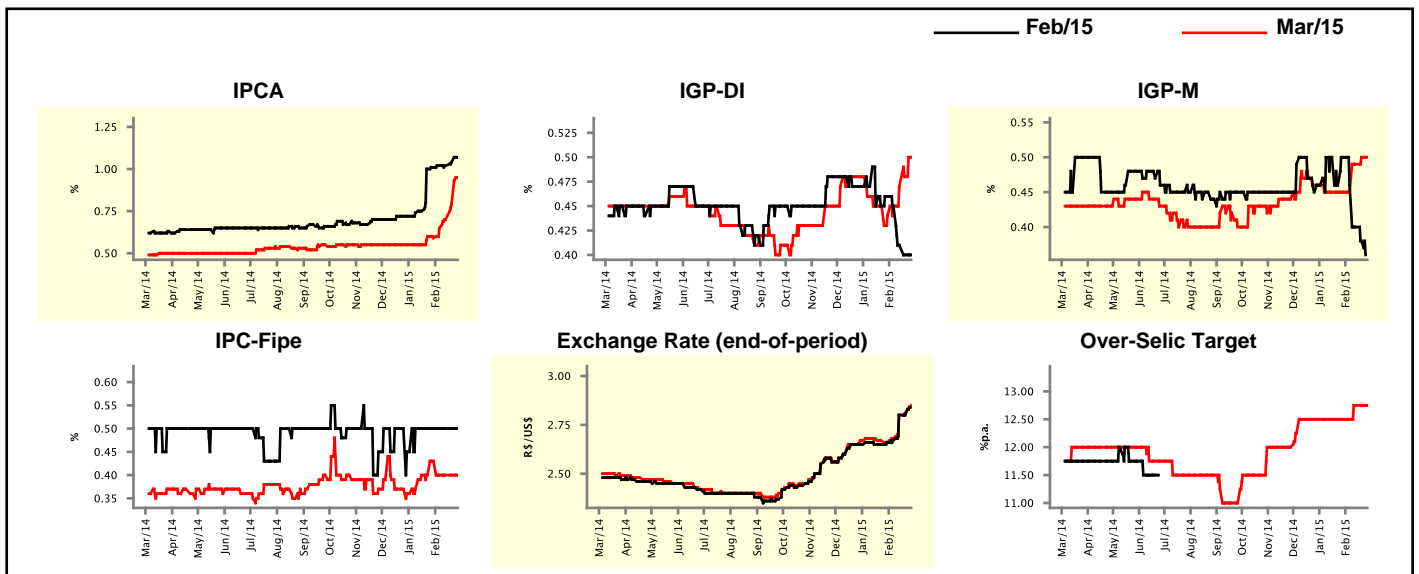 Feb/15 Mar/15
IPCA
1.25
1.00
0.75
0.50
%
Mar/14 Apr/14 May/14 Jun/14 Jul/14 Aug/14 Sep/14 Oct/14 Nov/14 Dec/14 Jan/15 Feb/15
IGP-DI
0.525
0.50
0.475
0.45
0.425
0.40
%
Mar/14 Apr/14 May/14 Jun/14 Jul/14 Aug/14 Sep/14 Oct/14 Nov/14 Dec/14 Jan/15 Feb/15
IGP-M
0.55
0.50
0.45
0.40
%
Mar/14 Apr/14 May/14 Jun/14 Jul/14 Aug/14 Sep/14 Oct/14 Nov/14 Dec/14 Jan/15 Feb/15
IPC-Fipe
0.60
0.55
0.50
0.45
0.40
0.35
%
Mar/14 Apr/14 May/14 Jun/14 Jul/14 Aug/14 Sep/14 Oct/14 Nov/14 Dec/14 Jan/15 Feb/15
Exchange Rate (end-of-period)
3.00
2.75
2.50
R$/US$
Mar/14 Apr/14 May/14 Jun/14 Jul/14 Aug/14 Sep/14 Oct/14 Nov/14 Dec/14 Jan/15 Feb/15
Over-Selic Target
13.00
12.50
12.00
11.50
11.00
%p.a.
Mar/14 Apr/14 May/14 Jun/14 Jul/14 Aug/14 Sep/14 Oct/14 Nov/14 Dec/14 Jan/15 Feb/15